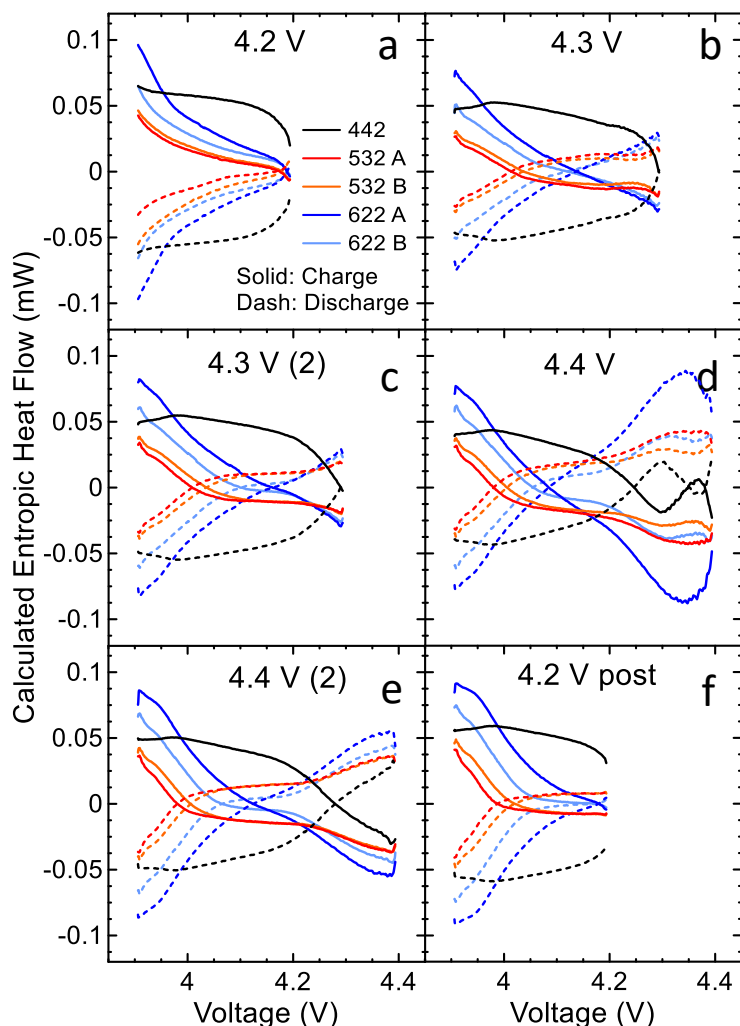 4.2 V a
4.3 V b
442
532 A
532 B
622 A
622 B
Solid: Charge
Dash: Discharge
0.1
0.05
0
-0.05
-0.1
4.3 V (2) c
4.4 V d
0.1
0.05
0
-0.05
-0.1
4.4 V (2) e
4.2 V post f
0.1
0.05
0
-0.05
-0.1
4 4.2 4.4
4 4.2 4.4
Voltage (V) Voltage (V)
Calculated Entropic Heat Flow (mW)